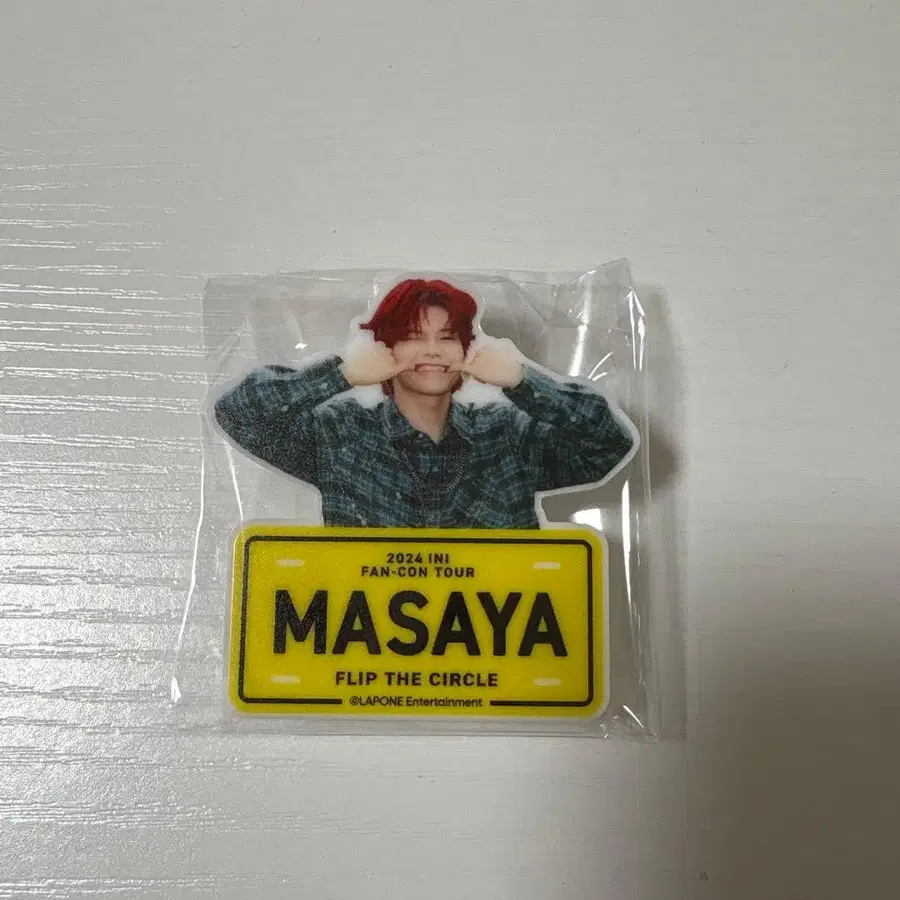 2024 INI
FAN-CON TOUR
MASAYA
FLIP THE CIRCLE
©LAPONE Entertainment